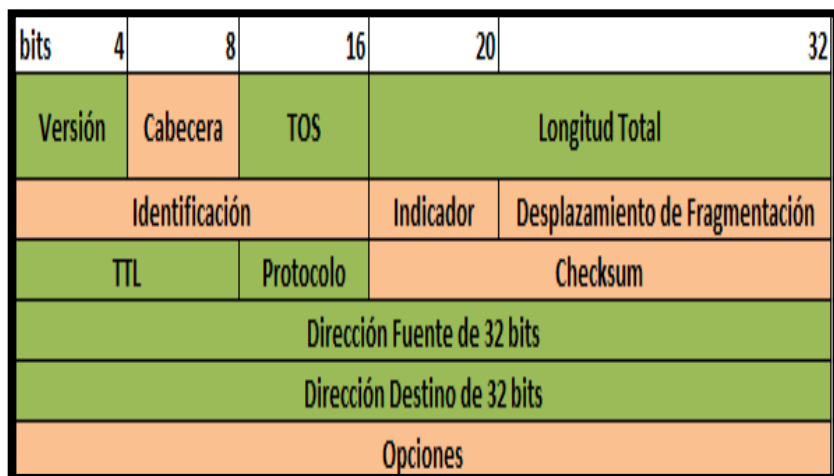 bits 4 8 16 20 32
Versión Cabecera TOS Longitud Total
Identificación Indicador Desplazamiento de Fragmentación
TTL Protocolo Checksum
Dirección Fuente de 32 bits
Dirección Destino de 32 bits
Opciones